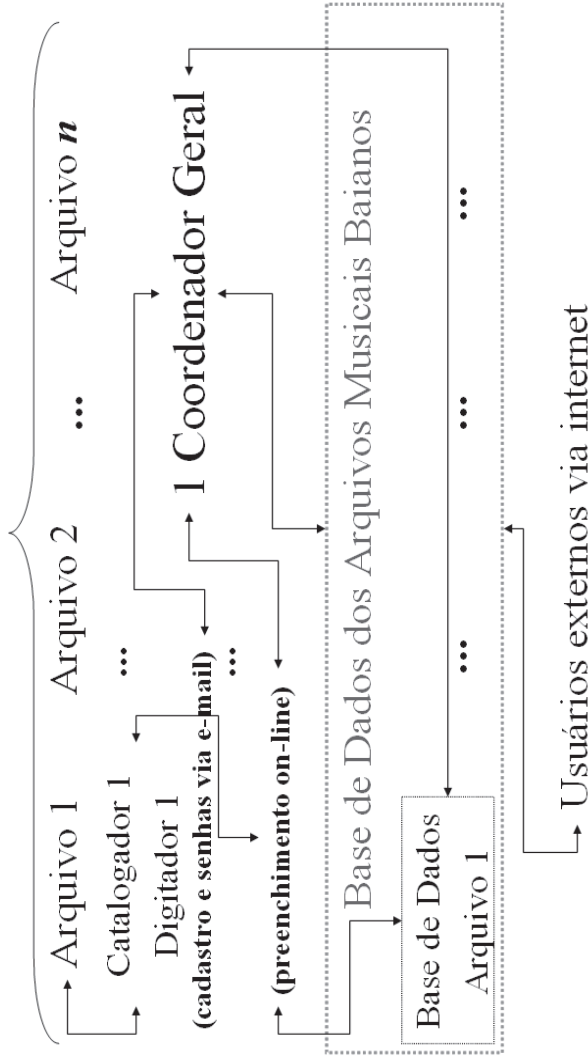 Arquivo 1 Arquivo 2 ... Arquivo n
Catalogador 1 ...
Digitador 1
(cadastro e senhas via e-mail) ...
1 Coordenador Geral
(preenchimento on-line)
Base de Dados dos Arquivos Musicais Baianos
Base de Dados
Arquivo 1
... ... ...
Usuários externos via internet